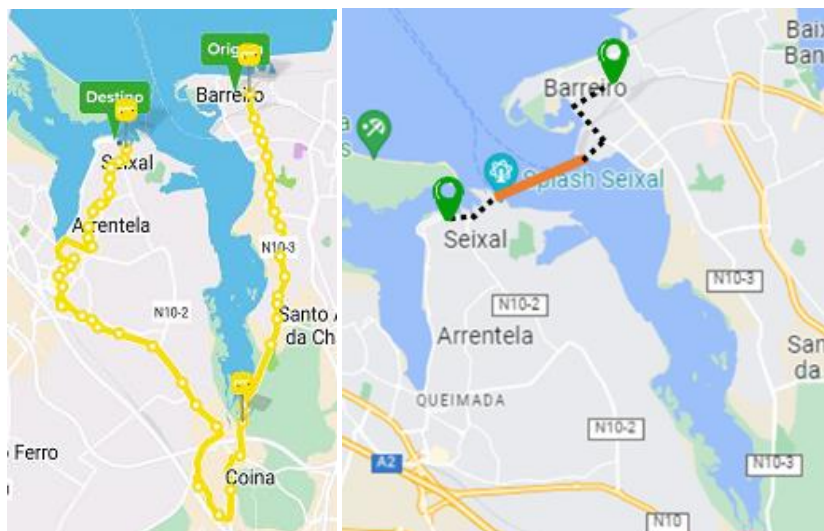 Origem
Destino
Barreiro
Seixal
Arrentela
N10-3
N10-2
Santo A
da Cha
Ferro
Coina
Baix
Ban
Barreiro
Splash Seixal
Seixal
N10-2
N10-3
Arrentela
San
da
QUEIMADA
N10-2
A2
N10-3
N10